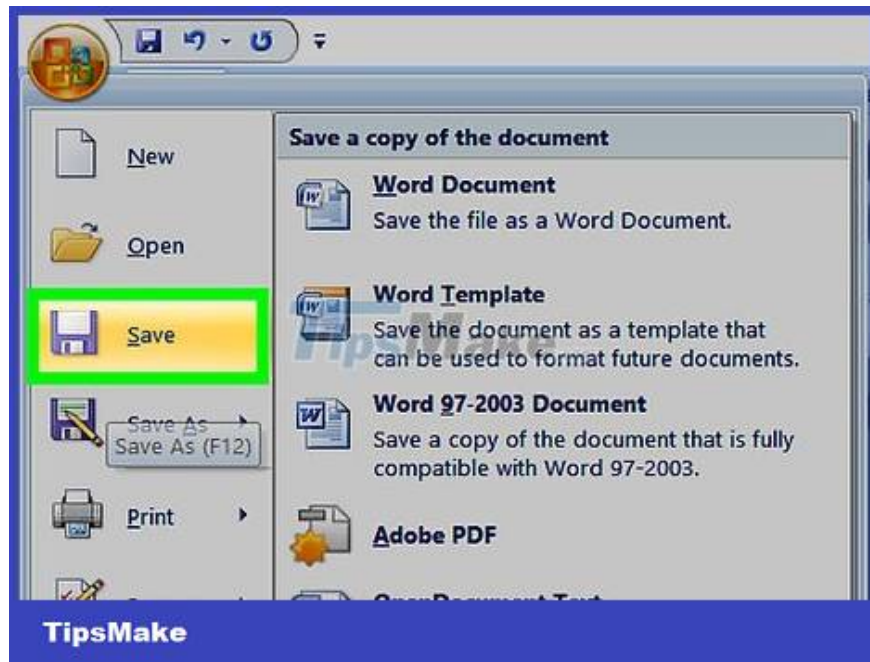 Save a copy of the document
New
Word Document
Save the file as a Word Document.
Open
Word Template
Save the document as a template that
can be used to format future documents.
Save
TipsMake
Word 97-2003 Document
Save a copy of the document that is fully
compatible with Word 97-2003.
Save As
Save As (F12)
Print
Adobe PDF
OpenDocument Text
TipsMake